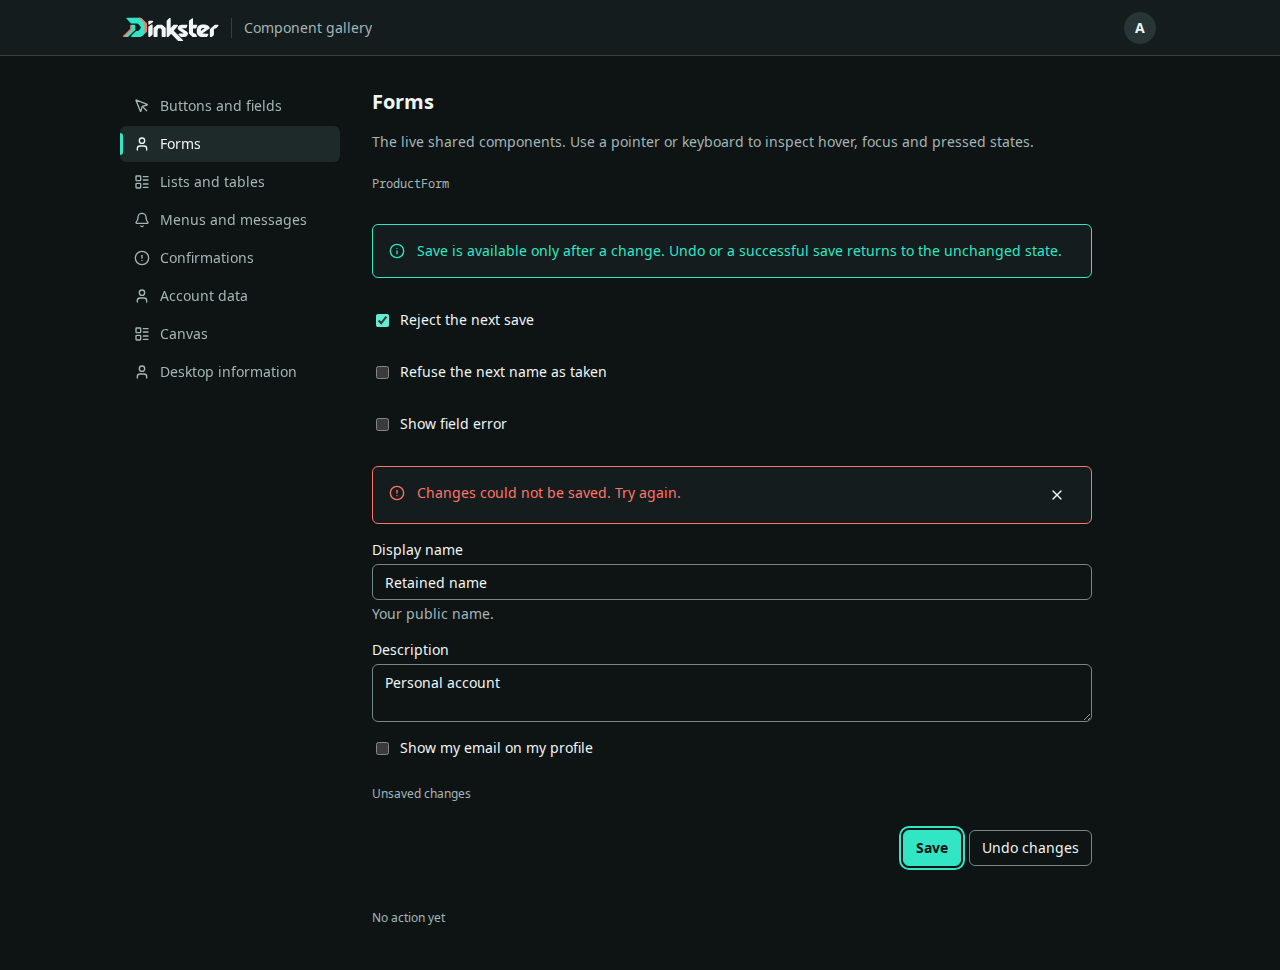 Dinkster
Component gallery
A
Buttons and fields
Forms
Lists and tables
Menus and messages
Confirmations
Account data
Canvas
Desktop information
Forms
The live shared components. Use a pointer or keyboard to inspect hover, focus and pressed states.
ProductForm
Save is available only after a change. Undo or a successful save returns to the unchanged state.
Reject the next save
Refuse the next name as taken
Show field error
Changes could not be saved. Try again.
Display name
Retained name
Your public name.
Description
Personal account
Show my email on my profile
Unsaved changes
Save
Undo changes
No action yet